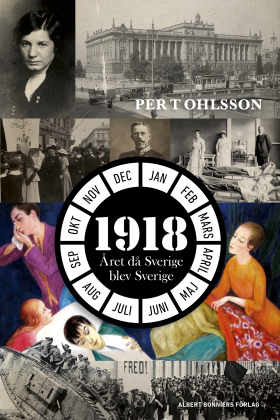 PER T OHLSSON
DEC
JAN
FEB
MARS
APRIL
MAJ
JUNI
JULI
AUG
SEP
OKT
NOV
1918
Året då Sverige
blev Sverige
FRED!
ALBERT BONNIERS FÖRLAG